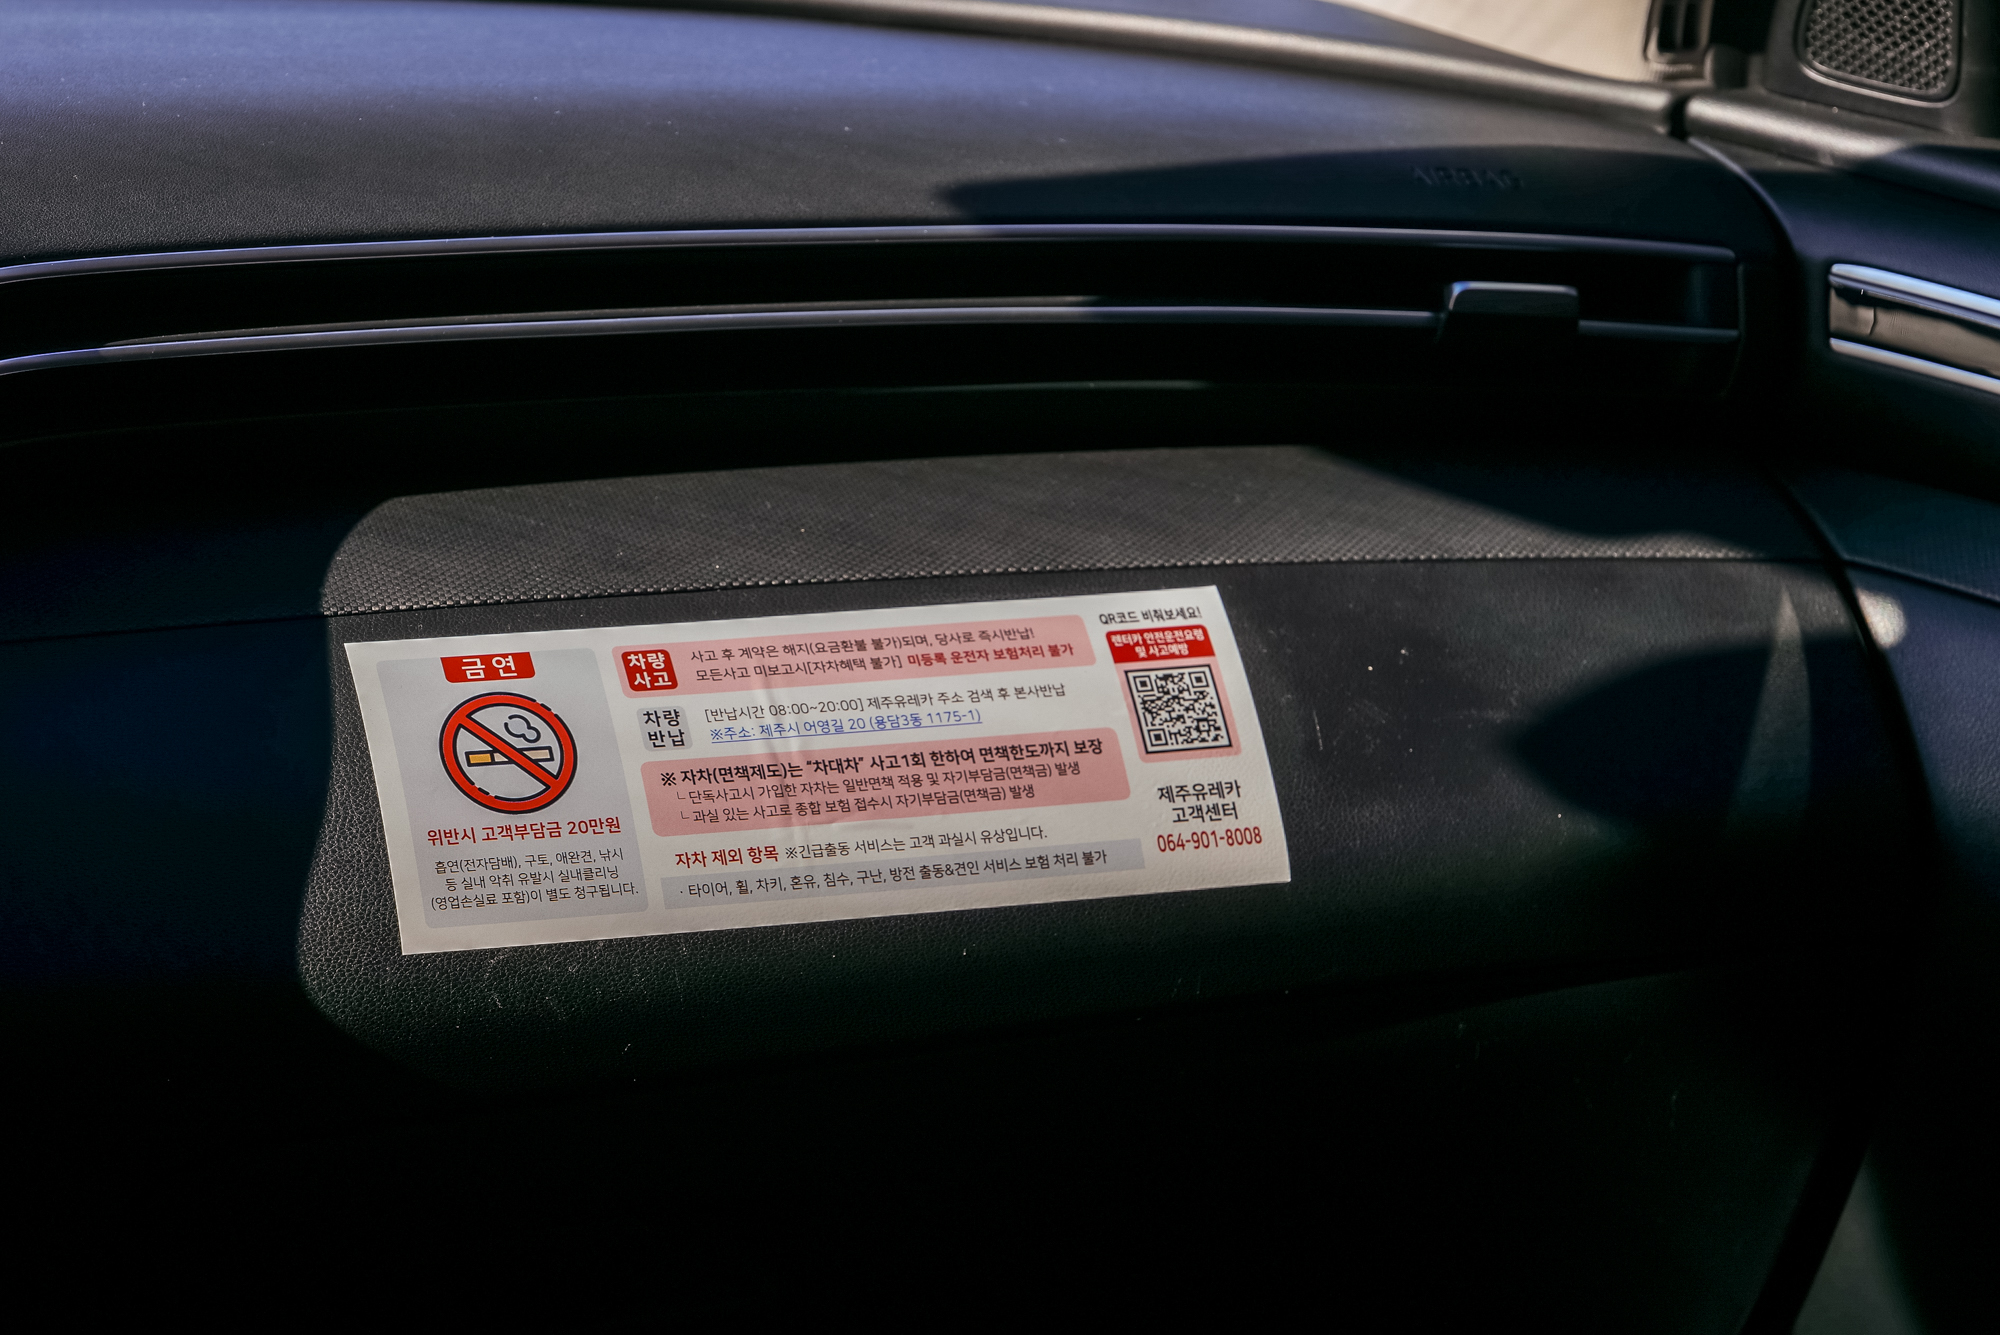 AIRBAG
금연
위반시 고객부담금 20만원
흡연(전자담배), 구토, 애완견, 낚시
등 실내 악취 유발시 실내클리닝
(영업손실료 포함)이 별도 청구됩니다.
차량
사고
사고 후 계약은 해지(요금환불 불가)되며, 당사로 즉시반납!
모든사고 미보고시[자차혜택 불가] 미등록 운전자 보험처리 불가
차량
반납
[반납시간 08:00~20:00] 제주유레카 주소 검색 후 본사반납
※주소: 제주시 어영길 20 (용담3동 1175-1)
※ 자차(면책제도)는 "차대차" 사고1회 한하여 면책한도까지 보장
└ 단독사고시 가입한 자차는 일반면책 적용 및 자기부담금(면책금) 발생
└ 과실 있는 사고로 종합 보험 접수시 자기부담금(면책금) 발생
자차 제외 항목 ※긴급출동 서비스는 고객 과실시 유상입니다.
· 타이어, 휠, 차키, 혼유, 침수, 구난, 방전 출동&견인 서비스 보험 처리 불가
QR코드 비춰보세요!
렌터카 안전운전요령
및 사고예방
제주유레카
고객센터
064-901-8008